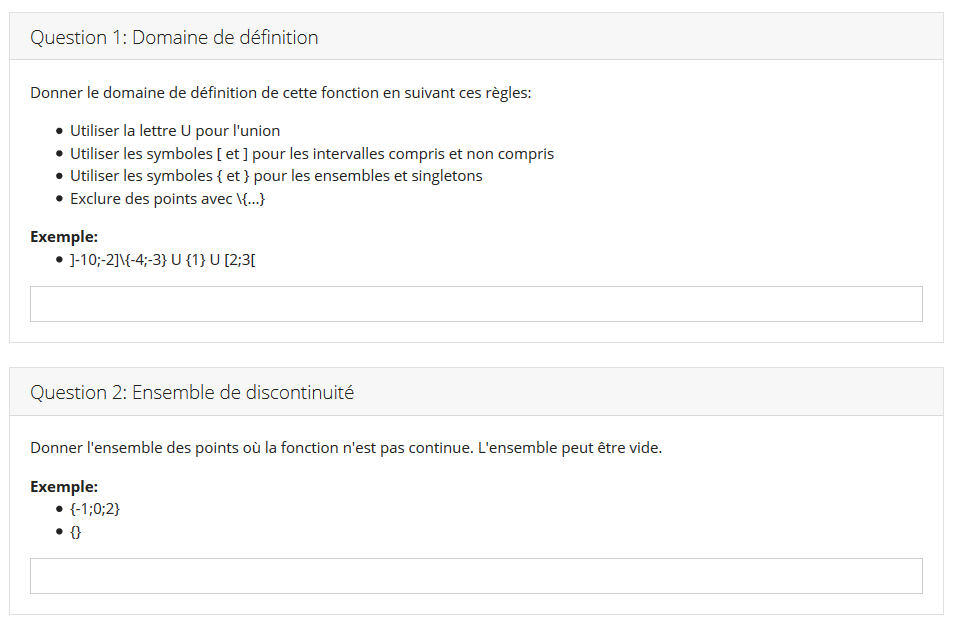 Question 1: Domaine de définition
Donner le domaine de définition de cette fonction en suivant ces règles:
• Utiliser la lettre U pour l'union
• Utiliser les symboles [ et ] pour les intervalles compris et non compris
• Utiliser les symboles { et } pour les ensembles et singletons
• Exclure des points avec \{...}
Exemple:
• ]-10;-2]\{-4;-3} U {1} U [2;3[
Question 2: Ensemble de discontinuité
Donner l'ensemble des points où la fonction n'est pas continue. L'ensemble peut être vide.
Exemple:
• {-1;0;2}
• {}